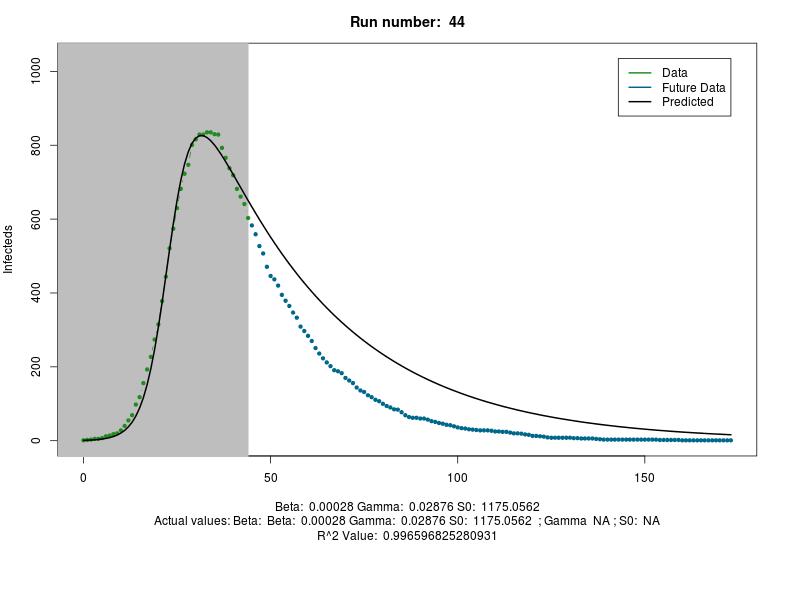 Run number: 44
1000
800
600
400
200
0
Infecteds
Data
Future Data
Predicted
0 50 100 150
Beta: 0.00028 Gamma: 0.02876 S0: 1175.0562
Actual values: Beta: Beta: 0.00028 Gamma: 0.02876 S0: 1175.0562 ; Gamma NA ; S0: NA
R^2 Value: 0.996596825280931